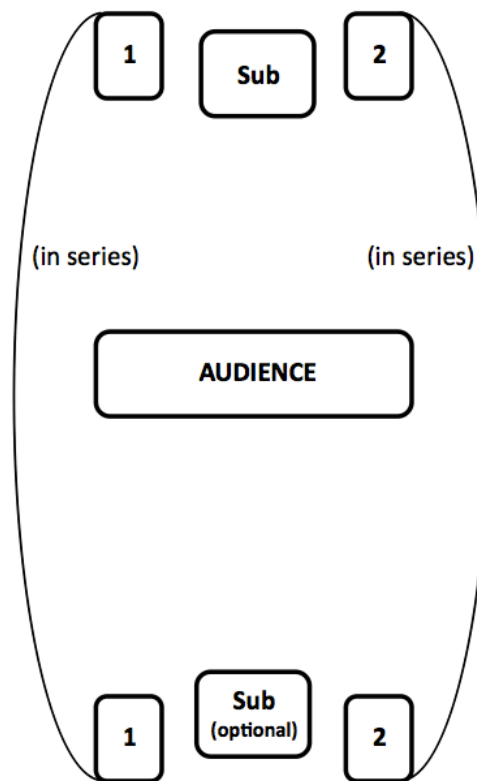 1
Sub
2
(in series)
(in series)
AUDIENCE
1
Sub
(optional)
2